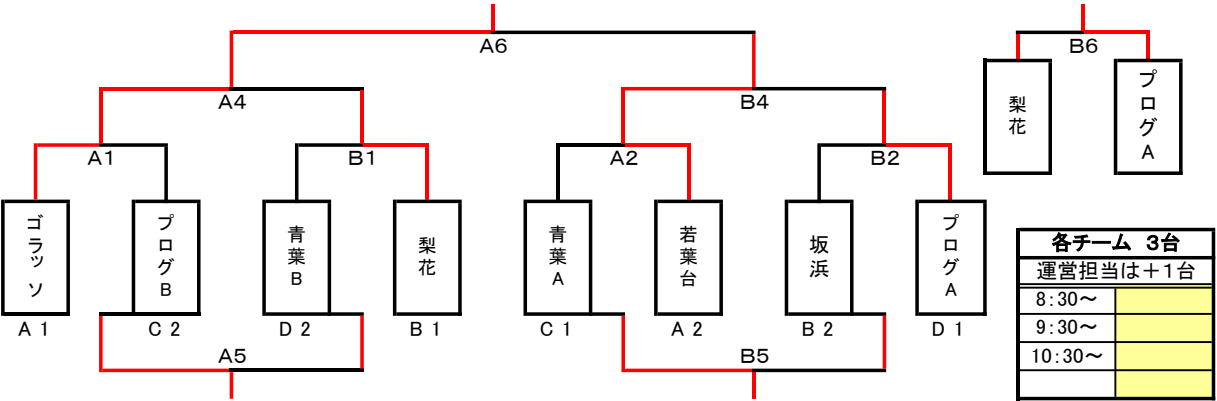 A6
B6
A4
B4
A1
B1
A2
B2
梨花
プログA
ゴラッソ
プログB
青葉B
梨花
青葉A
若葉台
坂浜
プログA
A 1
C 2
D 2
B 1
C 1
A 2
B 2
D 1
A5
B5
各チーム 3台
運営担当は+1台
8:30~
9:30~
10:30~